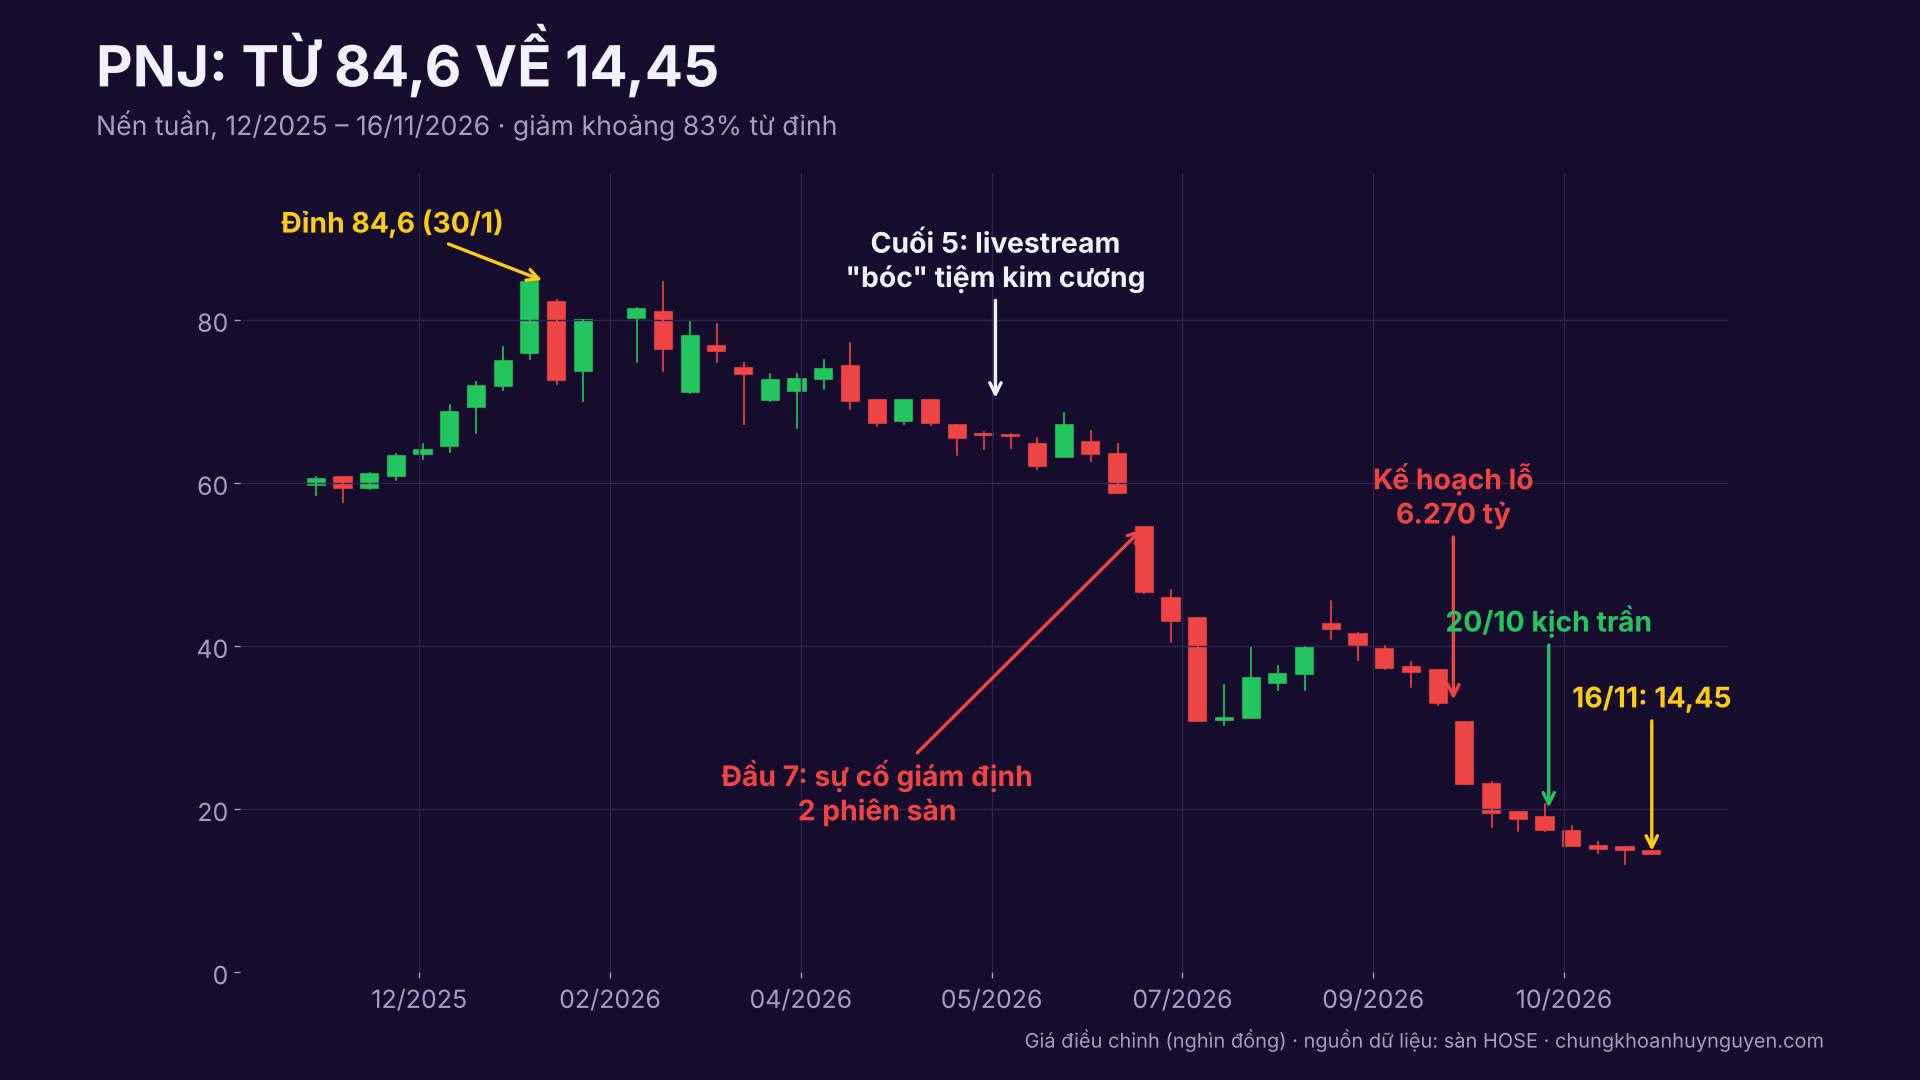 PNJ: TỪ 84,6 VỀ 14,45
Nến tuần, 12/2025 – 16/11/2026 · giảm khoảng 83% từ đỉnh
Đỉnh 84,6 (30/1)
Cuối 5: livestream
"bóc" tiệm kim cương
80
60
Kế hoạch lỗ
6.270 tỷ
20/10 kịch trần
40
16/11: 14,45
Đầu 7: sự cố giám định
2 phiên sàn
20
0
12/2025
02/2026
04/2026
05/2026
07/2026
09/2026
10/2026
Giá điều chỉnh (nghìn đồng) · nguồn dữ liệu: sàn HOSE · chungkhoanhuynguyen.com